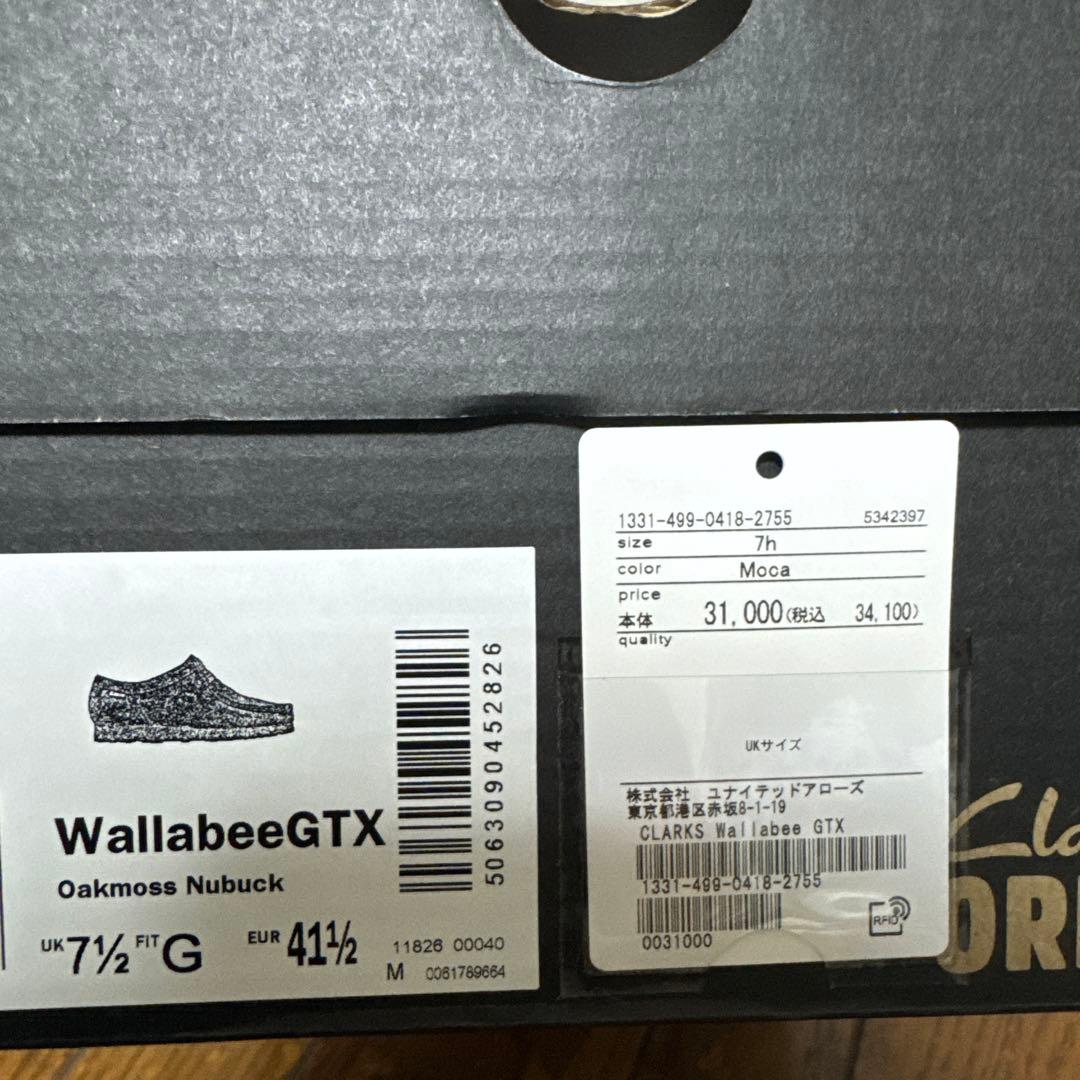 WallabeeGTX
Oakmoss Nubuck
UK 7½ FIT G EUR 41½
11826 00040
M 0061789664
5063090452826
1331-499-0418-2755 5342397
size 7h
color Moca
price
本体 31,000(税込 34,100)
quality
UKサイズ
株式会社 ユナイテッドアローズ
東京都港区赤坂8-1-19
CLARKS Wallabee GTX
1331-499-0418-2755
0031000
RFID
Cla
ORI